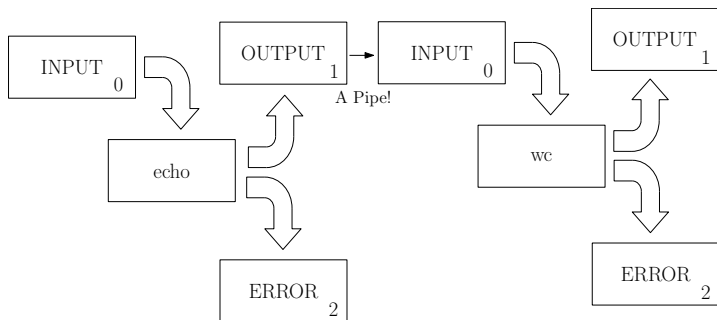 INPUT
0
OUTPUT
1
A Pipe!
INPUT
0
OUTPUT
1
echo
wc
ERROR
2
ERROR
2